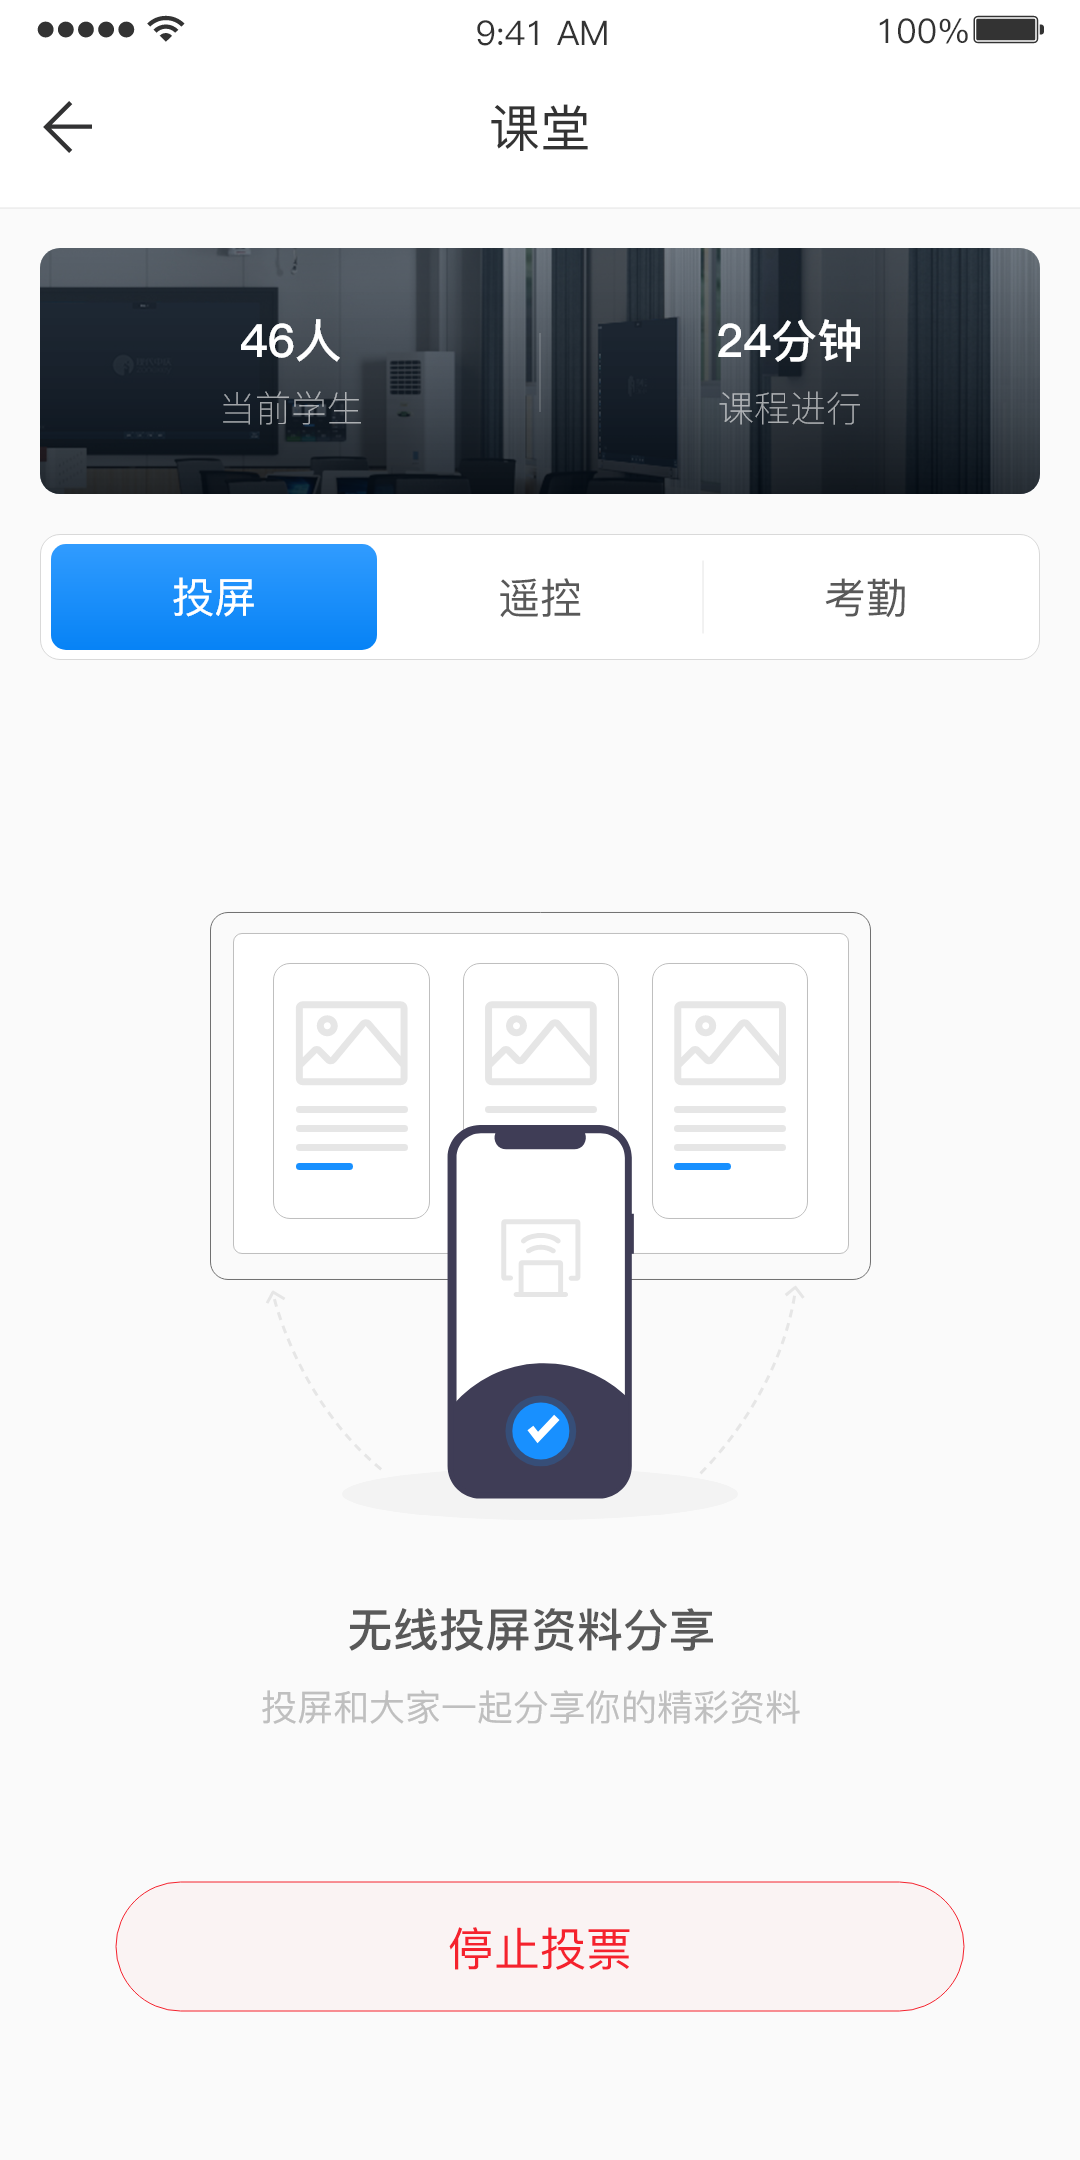 9:41 AM
100%
课堂
46人
24分钟
当前学生
课程进行
投屏
遥控
考勤
无线投屏资料分享
投屏和大家一起分享你的精彩资料
停止投票